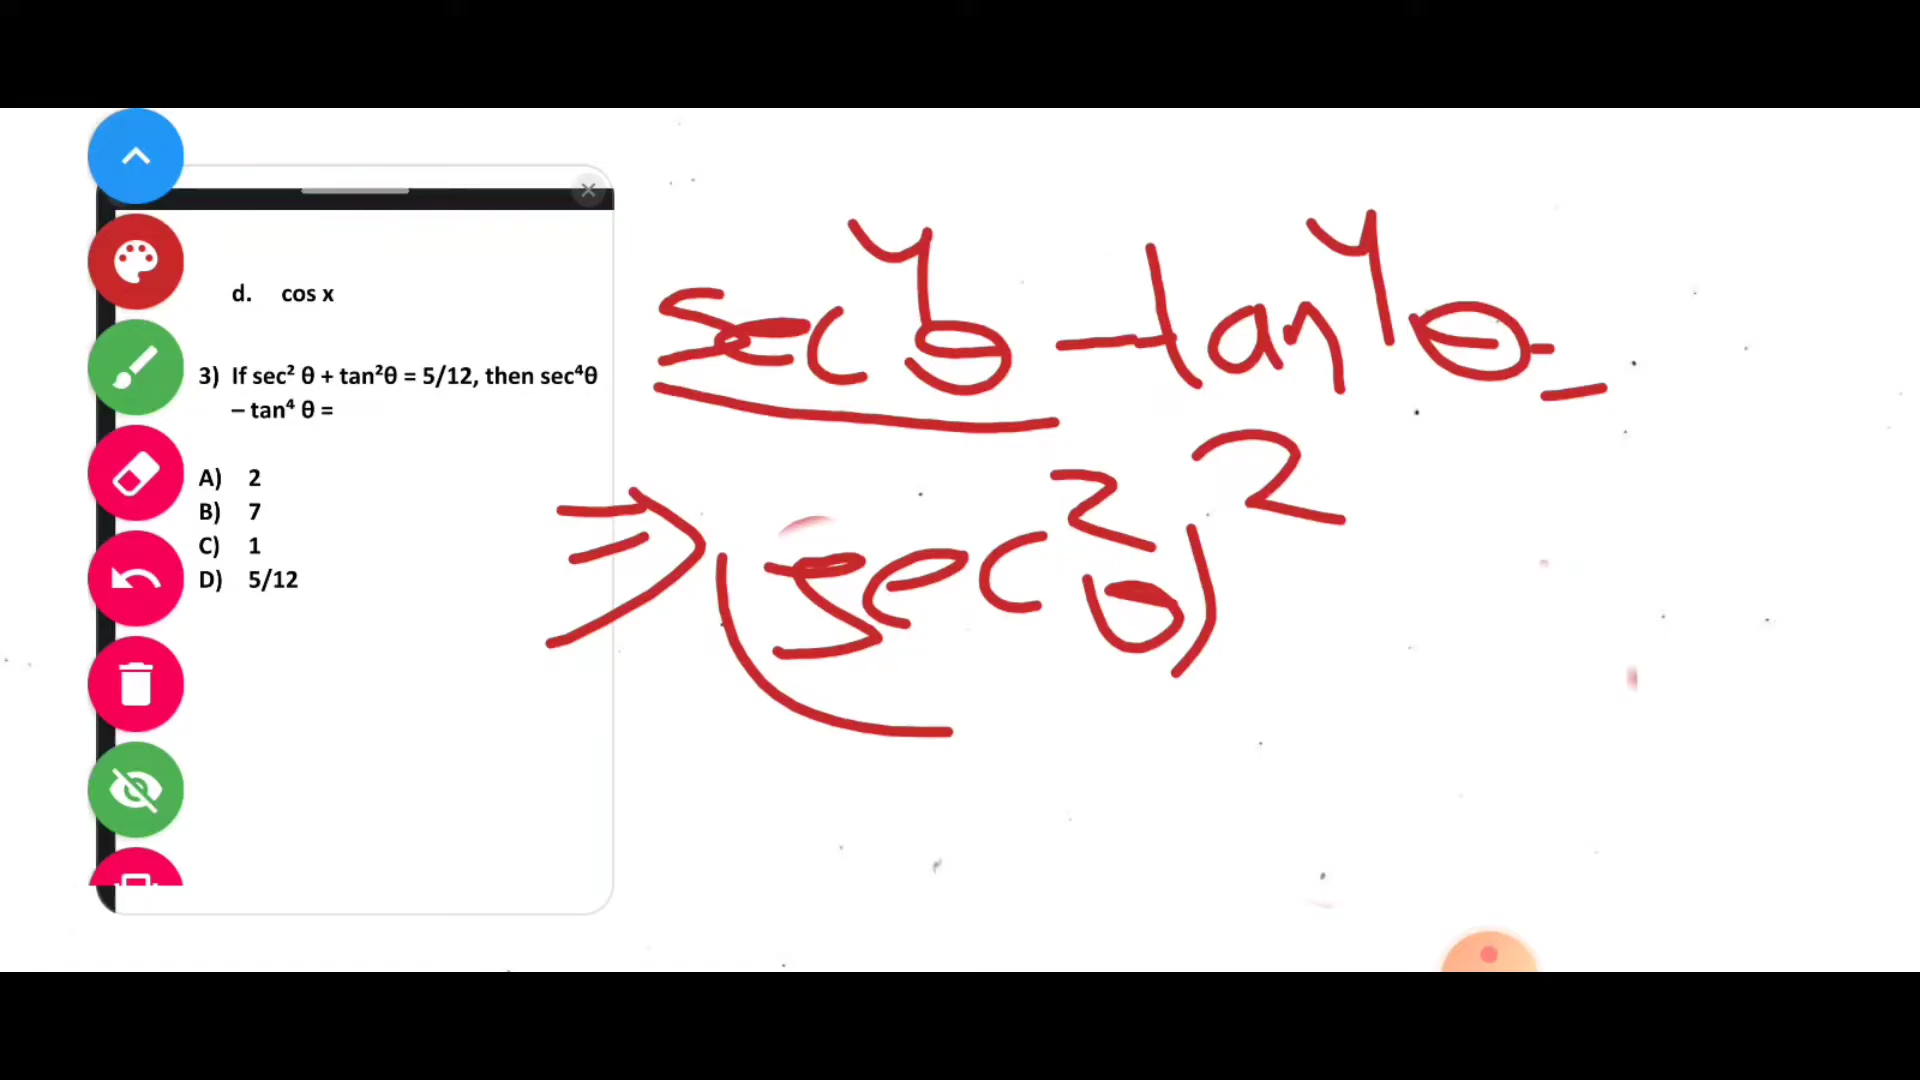 d. cos x
3) If sec² θ + tan²θ = 5/12, then sec⁴θ
– tan⁴ θ =
A) 2
B) 7
C) 1
D) 5/12
sec⁴θ - tan⁴θ =
⇒ (sec²θ)²